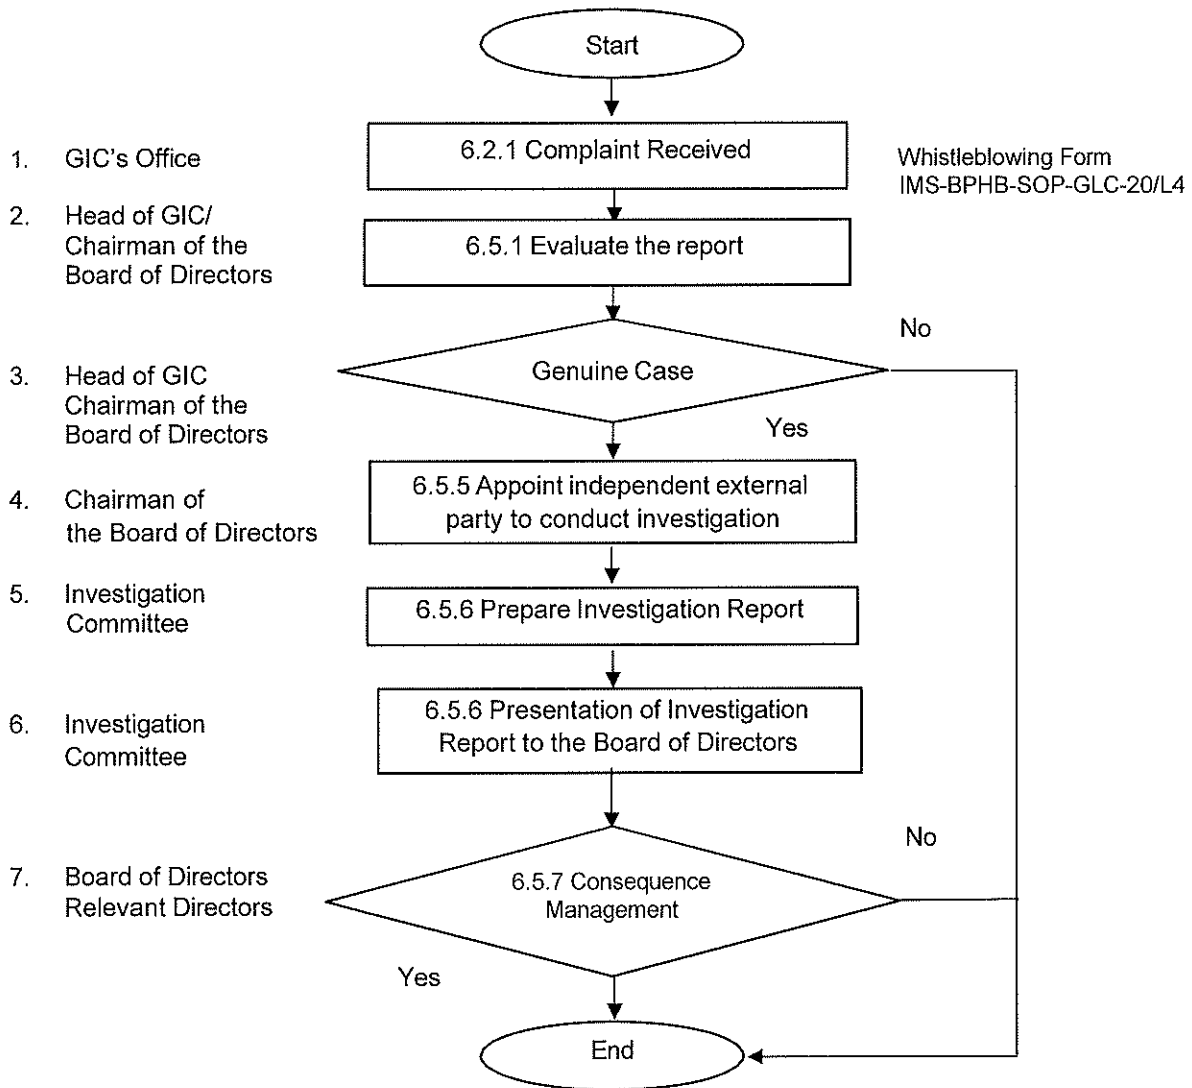 Start
1. GIC's Office
6.2.1 Complaint Received
Whistleblowing Form
IMS-BPHB-SOP-GLC-20/L4
2. Head of GIC/
Chairman of the
Board of Directors
6.5.1 Evaluate the report
No
3. Head of GIC
Chairman of the
Board of Directors
Genuine Case
Yes
4. Chairman of
the Board of Directors
6.5.5 Appoint independent external
party to conduct investigation
5. Investigation
Committee
6.5.6 Prepare Investigation Report
6. Investigation
Committee
6.5.6 Presentation of Investigation
Report to the Board of Directors
No
7. Board of Directors
Relevant Directors
6.5.7 Consequence
Management
Yes
End